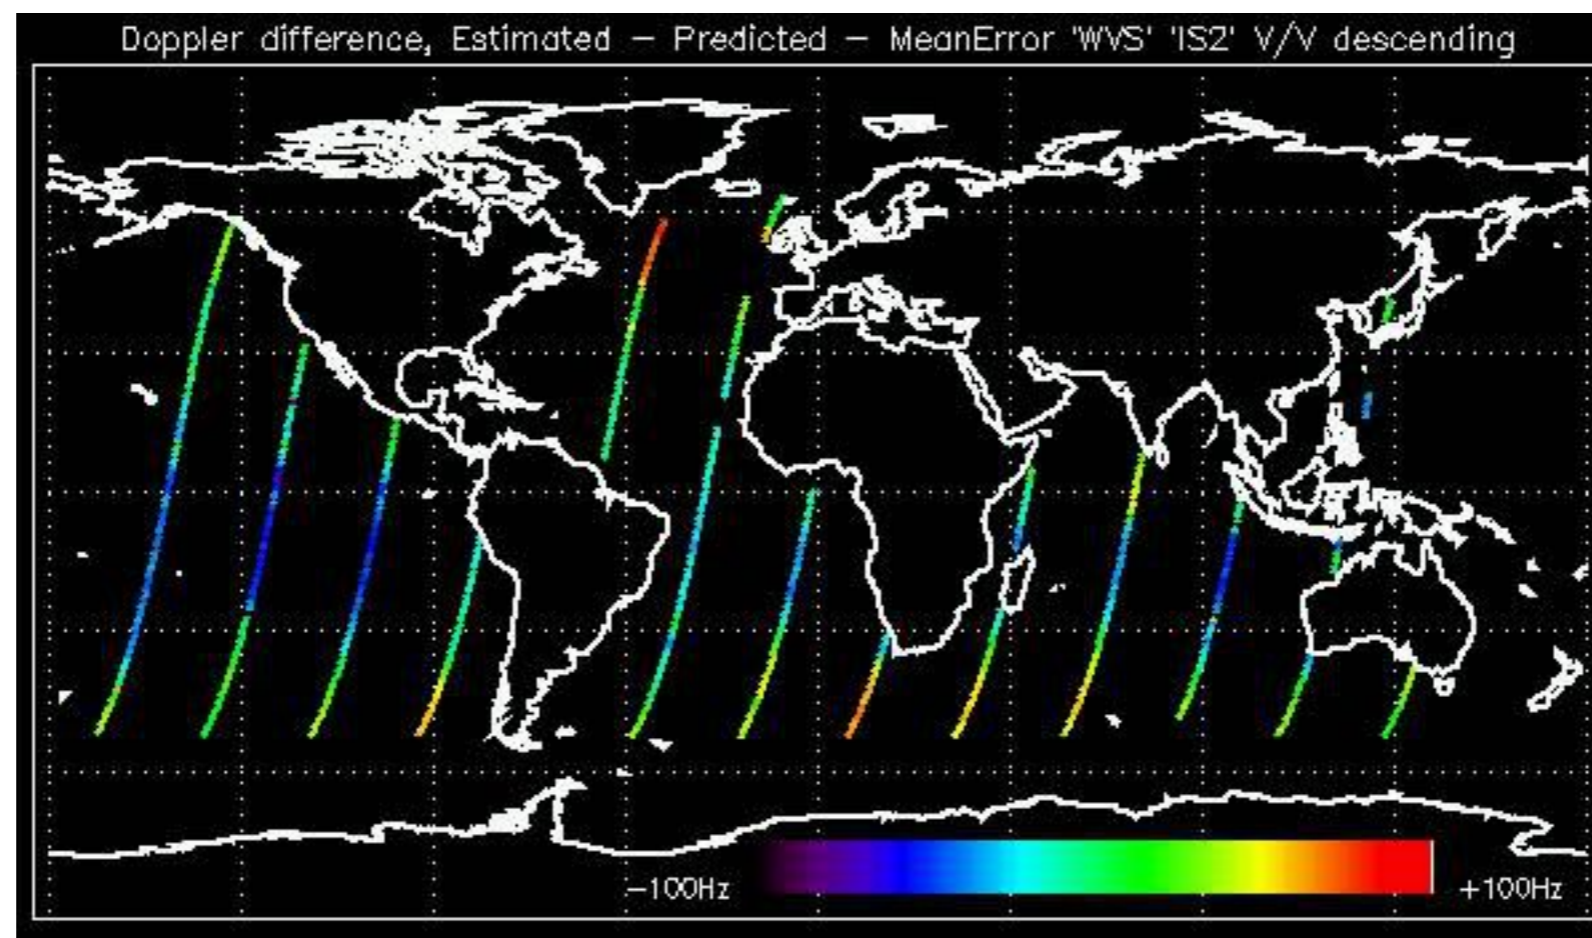 Doppler difference, Estimated – Predicted – MeanError 'WVS' 'IS2' V/V descending
–100Hz
+100Hz